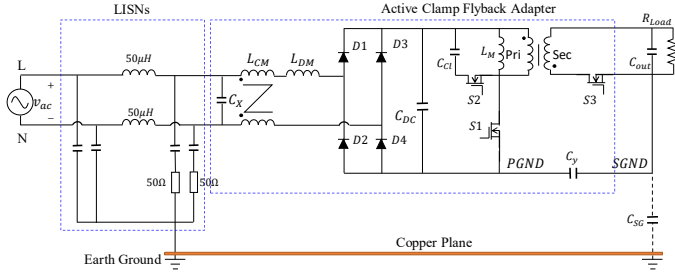 LISNs
Active Clamp Flyback Adapter
L
50μH
L_CM
L_DM
D1
D3
C_Cl
L_M
Pri
Sec
R_Load
C_out
+
v_ac
−
50μH
C_X
C_DC
S2
S3
N
S1
D2
D4
50Ω
50Ω
PGND
C_y
SGND
C_SG
Copper Plane
Earth Ground